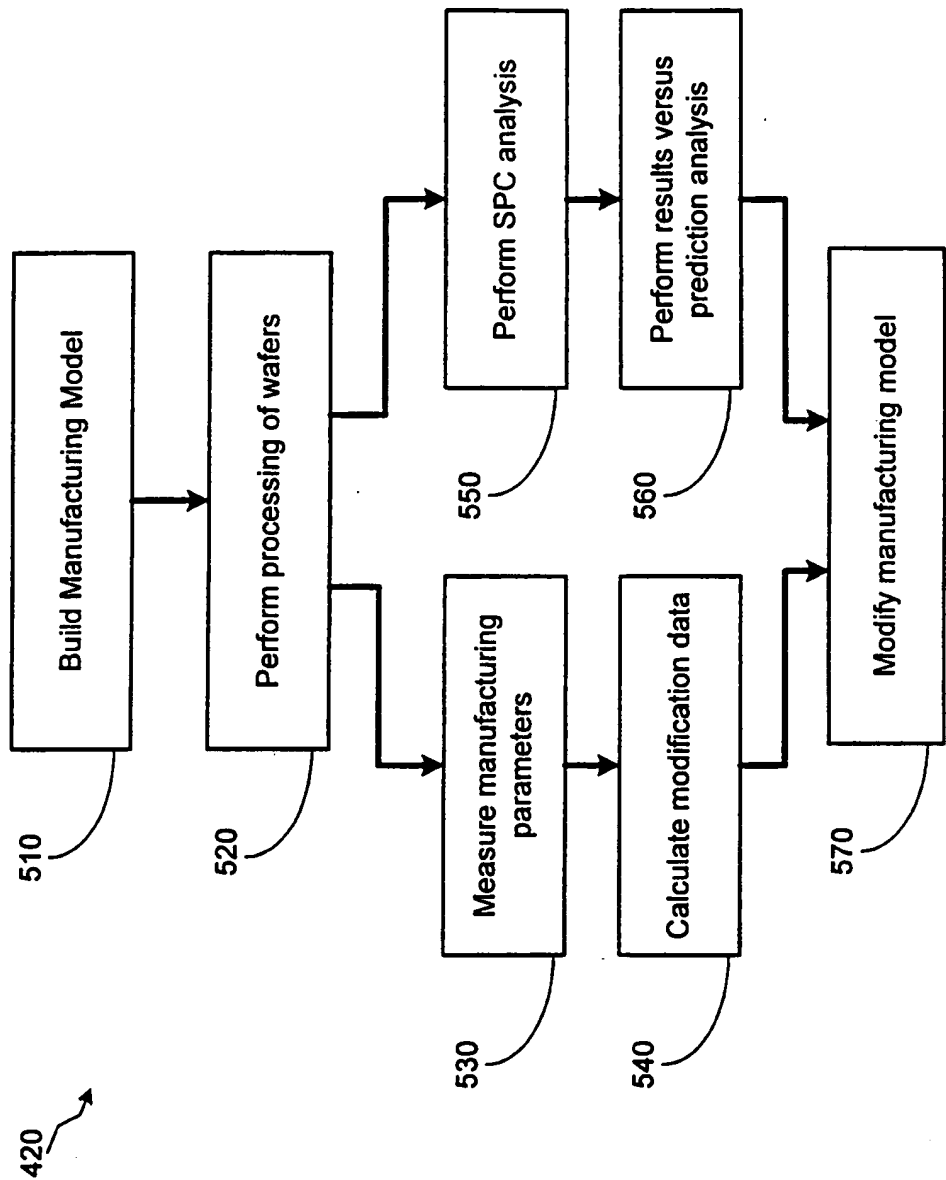 420
510
Build Manufacturing Model
520
Perform processing of wafers
530
Measure manufacturing
parameters
540
Calculate modification data
550
Perform SPC analysis
560
Perform results versus
prediction analysis
570
Modify manufacturing model